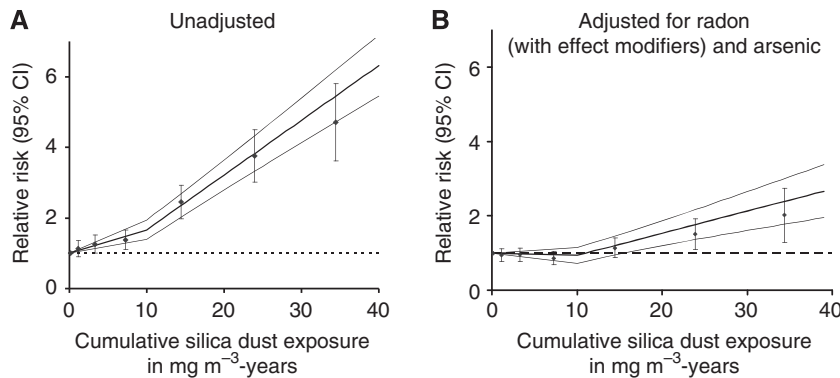 A
Unadjusted
Relative risk (95% CI)
6
4
2
0
0
10
20
30
40
Cumulative silica dust exposure
in mg m⁻³-years
B
Adjusted for radon
(with effect modifiers) and arsenic
Relative risk (95% CI)
6
4
2
0
0
10
20
30
40
Cumulative silica dust exposure
in mg m⁻³-years